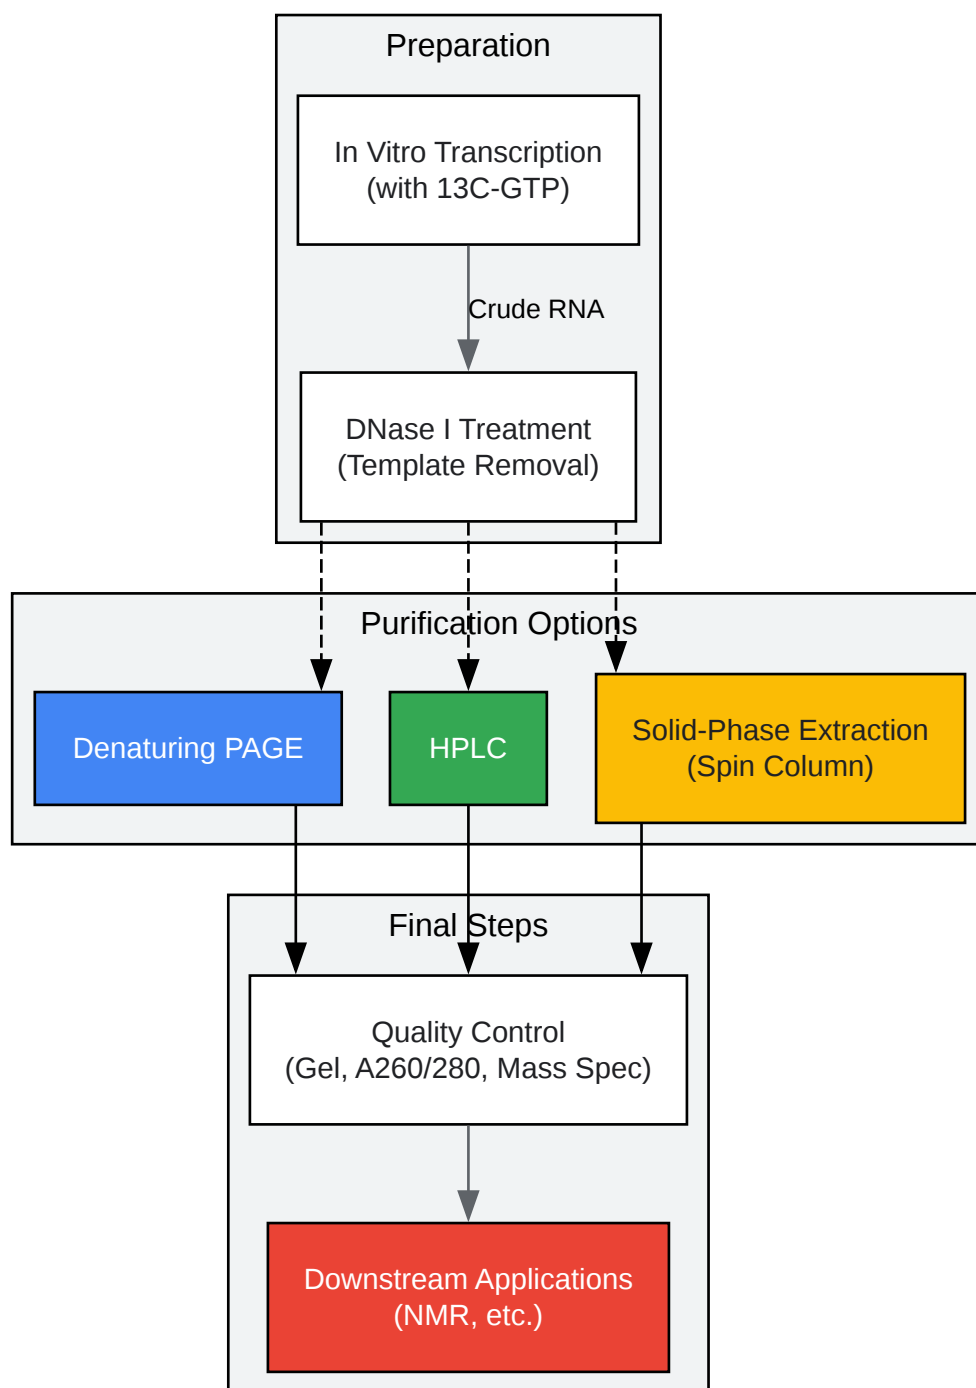 Preparation
In Vitro Transcription
(with 13C-GTP)
Crude RNA
DNase I Treatment
(Template Removal)
Purification Options
Denaturing PAGE
HPLC
Solid-Phase Extraction
(Spin Column)
Final Steps
Quality Control
(Gel, A260/280, Mass Spec)
Downstream Applications
(NMR, etc.)